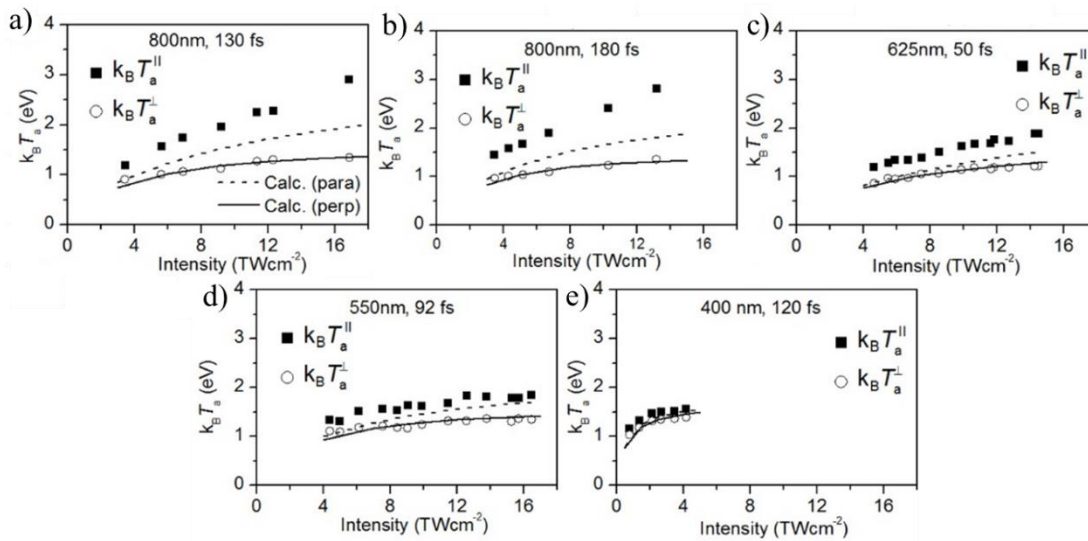 a)
800nm, 130 fs
k_B T_a^||
k_B T_a^⊥
Calc. (para)
Calc. (perp)
k_B T_a (eV)
4
3
2
1
0
0 4 8 12 16
Intensity (TWcm^-2)
b)
800nm, 180 fs
k_B T_a^||
k_B T_a^⊥
k_B T_a (eV)
4
3
2
1
0
0 4 8 12 16
Intensity (TWcm^-2)
c)
625nm, 50 fs
k_B T_a^||
k_B T_a^⊥
k_B T_a (eV)
4
3
2
1
0
0 4 8 12 16
Intensity (TWcm^-2)
d)
550nm, 92 fs
k_B T_a^||
k_B T_a^⊥
k_B T_a (eV)
4
3
2
1
0
0 4 8 12 16
Intensity (TWcm^-2)
e)
400 nm, 120 fs
k_B T_a^||
k_B T_a^⊥
k_B T_a (eV)
4
3
2
1
0
0 4 8 12 16
Intensity (TWcm^-2)